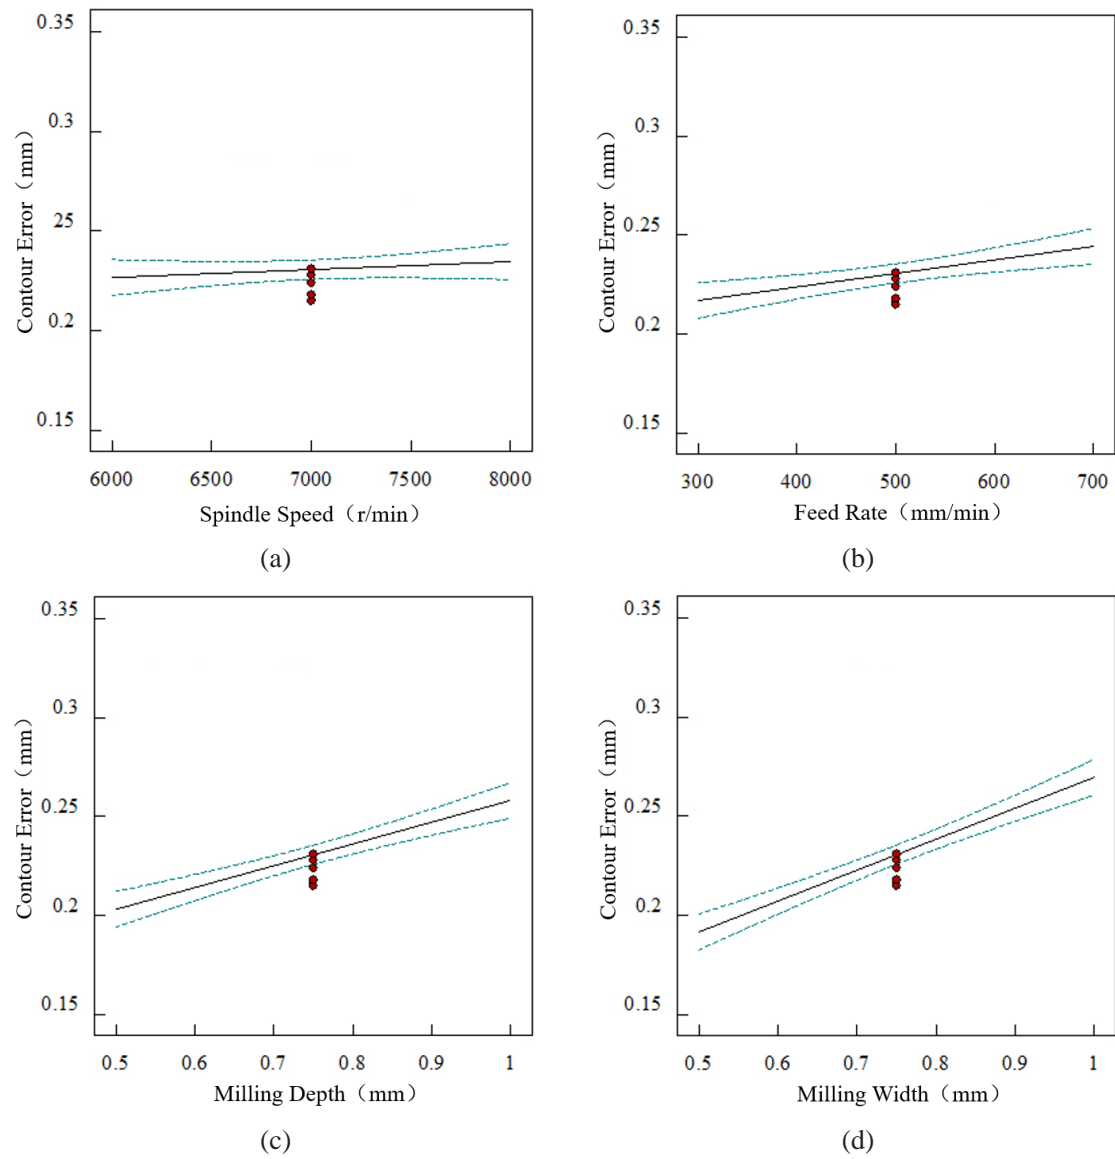 0.35
0.3
25
0.2
0.15
Contour Error（mm）
6000 6500 7000 7500 8000
Spindle Speed（r/min）
(a)
0.35
0.3
0.25
0.2
0.15
Contour Error（mm）
300 400 500 600 700
Feed Rate（mm/min）
(b)
0.35
0.3
0.25
0.2
0.15
Contour Error（mm）
0.5 0.6 0.7 0.8 0.9 1
Milling Depth（mm）
(c)
0.35
0.3
0.25
0.2
0.15
Contour Error（mm）
0.5 0.6 0.7 0.8 0.9 1
Milling Width（mm）
(d)